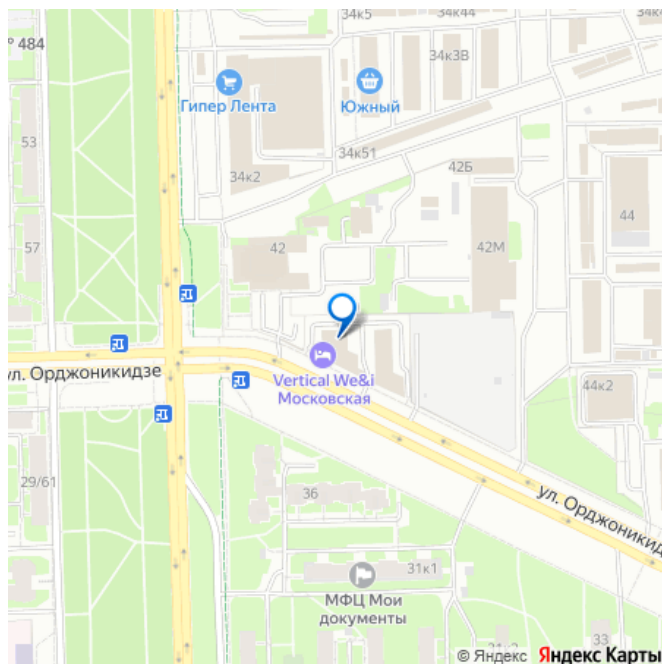 34к5
34к44
° 484
34к3В
Гипер Лента
Южный
53
34к51
42Б
34к2
44
57
42
42М
ул. Орджоникидзе
Vertical We&i
Московская
44к2
29/61
36
ул. Орджоникидзе
31к1
МФЦ Мои
документы
33
© Яндекс Яндекс Карты